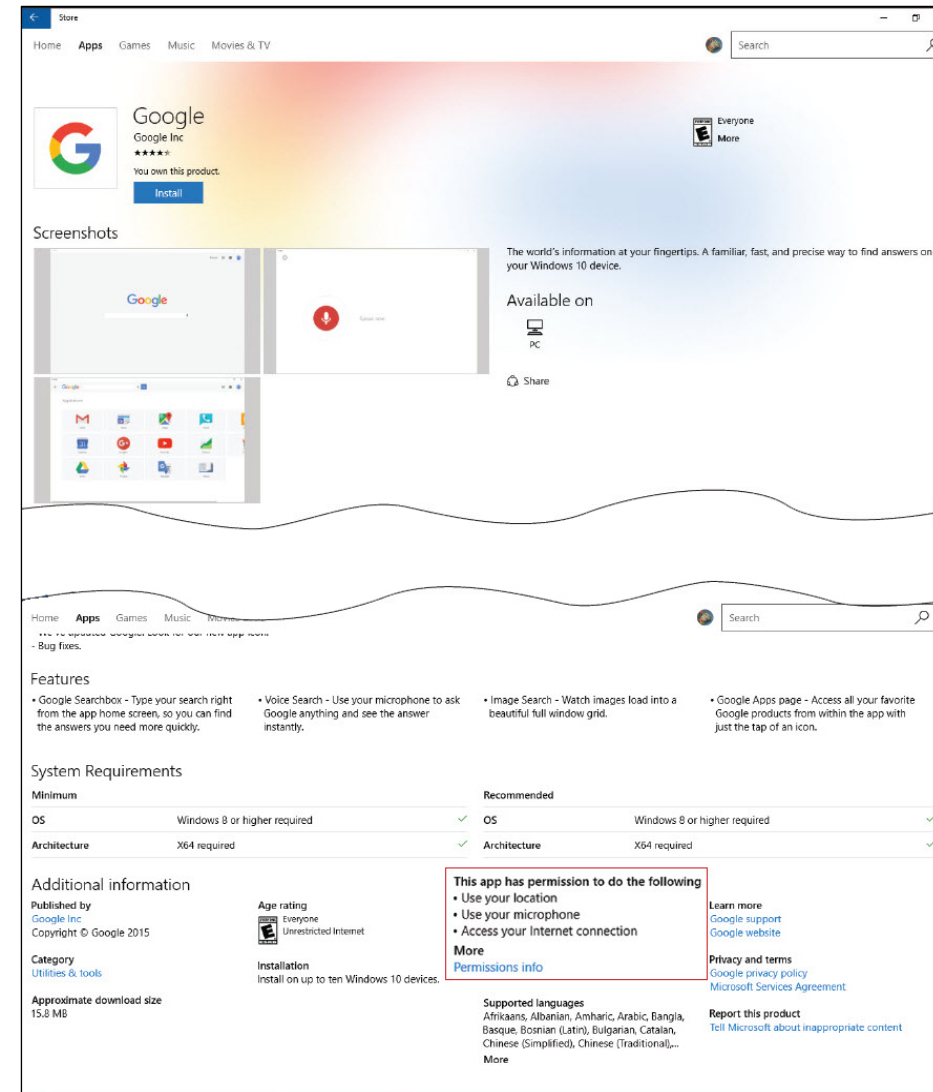 Store
Home Apps Games Music Movies & TV
Search
Google
Google Inc
You own this product.
Install
EVERYONE
E
Everyone
More
Screenshots
Google
The world's information at your fingertips. A familiar, fast, and precise way to find answers on
your Windows 10 device.
Available on
PC
Share
Google
Home Apps Games Music
Search
- Bug fixes.
Features
• Google Searchbox - Type your search right
from the app home screen, so you can find
the answers you need more quickly.
• Voice Search - Use your microphone to ask
Google anything and see the answer
instantly.
• Image Search - Watch images load into a
beautiful full window grid.
• Google Apps page - Access all your favorite
Google products from within the app with
just the tap of an icon.
System Requirements
Minimum
OS Windows 8 or higher required
Architecture X64 required
Recommended
OS Windows 8 or higher required
Architecture X64 required
Additional information
Published by
Google Inc
Copyright © Google 2015
Category
Utilities & tools
Approximate download size
15.8 MB
Age rating
EVERYONE
E
Everyone
Unrestricted Internet
Installation
Install on up to ten Windows 10 devices.
This app has permission to do the following
• Use your location
• Use your microphone
• Access your Internet connection
More
Permissions info
Supported languages
Afrikaans, Albanian, Amharic, Arabic, Bangla,
Basque, Bosnian (Latin), Bulgarian, Catalan,
Chinese (Simplified), Chinese (Traditional),...
More
Learn more
Google support
Google website
Privacy and terms
Google privacy policy
Microsoft Services Agreement
Report this product
Tell Microsoft about inappropriate content